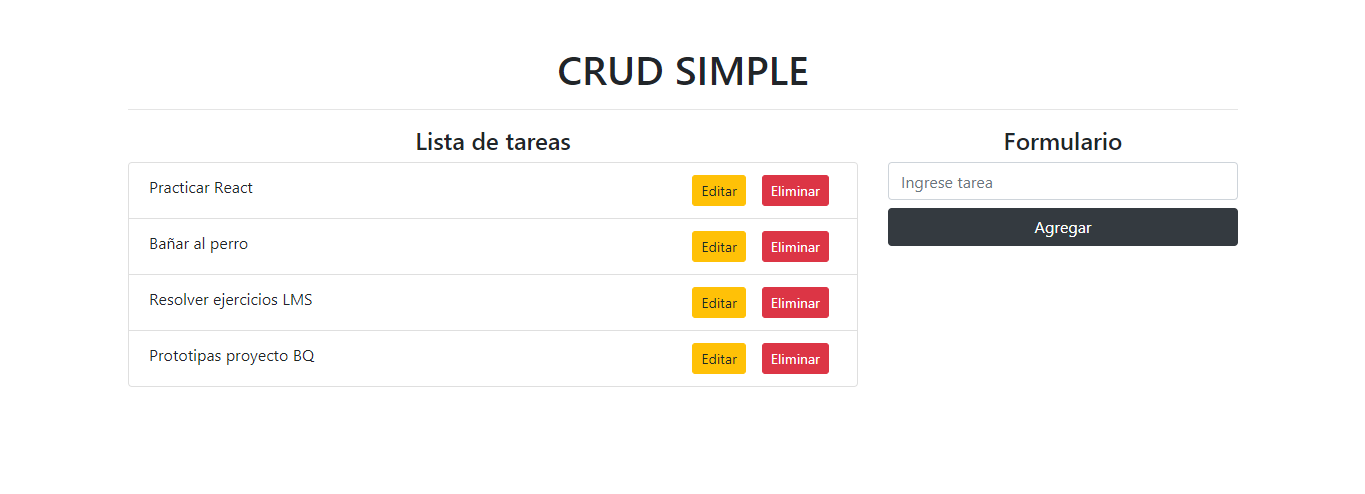 CRUD SIMPLE
Lista de tareas
Practicar React
Editar
Eliminar
Bañar al perro
Editar
Eliminar
Resolver ejercicios LMS
Editar
Eliminar
Prototipas proyecto BQ
Editar
Eliminar
Formulario
Ingrese tarea
Agregar